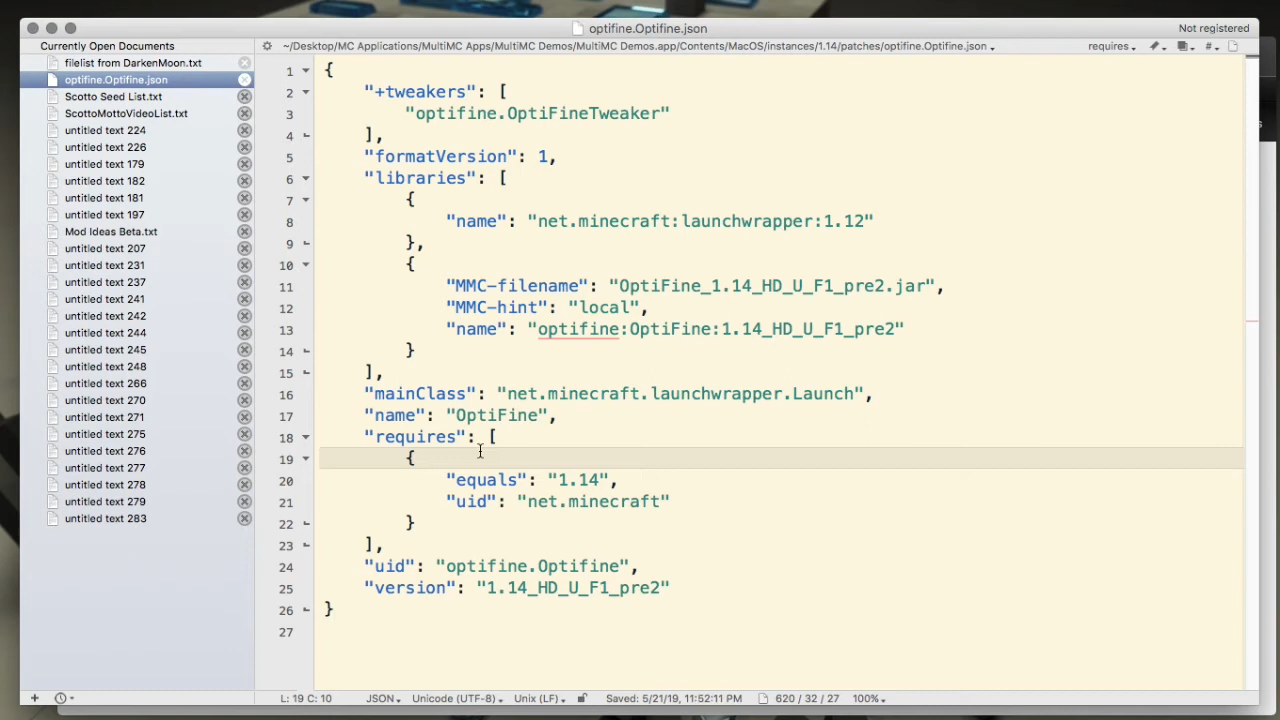 optifine.Optifine.json
Not registered
Currently Open Documents
~/Desktop/MC Applications/MultiMC Apps/MultiMC Demos/MultiMC Demos.app/Contents/MacOS/instances/1.14/patches/optifine.Optifine.json
requires
#
filelist from DarkenMoon.txt
optifine.Optifine.json
Scotto Seed List.txt
ScottoMottoVideoList.txt
untitled text 224
untitled text 226
untitled text 179
untitled text 182
untitled text 181
untitled text 197
Mod Ideas Beta.txt
untitled text 207
untitled text 231
untitled text 237
untitled text 241
untitled text 242
untitled text 244
untitled text 245
untitled text 248
untitled text 266
untitled text 270
untitled text 271
untitled text 275
untitled text 276
untitled text 277
untitled text 278
untitled text 279
untitled text 283
1 {
2 "+tweakers": [
3 "optifine.OptiFineTweaker"
4 ],
5 "formatVersion": 1,
6 "libraries": [
7 {
8 "name": "net.minecraft:launchwrapper:1.12"
9 },
10 {
11 "MMC-filename": "OptiFine_1.14_HD_U_F1_pre2.jar",
12 "MMC-hint": "local",
13 "name": "optifine:OptiFine:1.14_HD_U_F1_pre2"
14 }
15 ],
16 "mainClass": "net.minecraft.launchwrapper.Launch",
17 "name": "OptiFine",
18 "requires": [
19 {
20 "equals": "1.14",
21 "uid": "net.minecraft"
22 }
23 ],
24 "uid": "optifine.Optifine",
25 "version": "1.14_HD_U_F1_pre2"
26 }
27
L: 19 C: 10
JSON
Unicode (UTF-8)
Unix (LF)
Saved: 5/21/19, 11:52:11 PM
620 / 32 / 27
100%